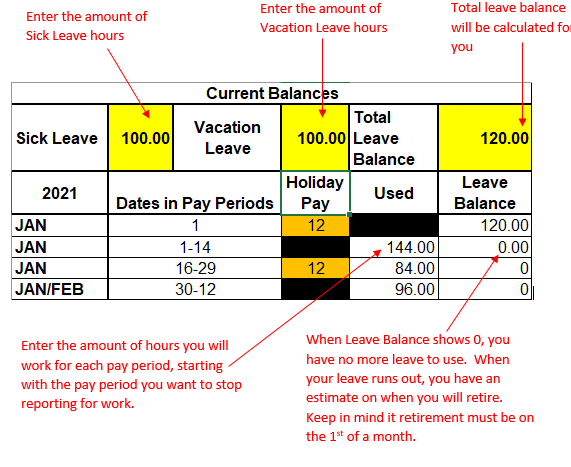 Enter the amount of
Sick Leave hours
Enter the amount of
Vacation Leave hours
Total leave balance
will be calculated fo
you
Current Balances
Sick Leave 100.00 Vacation Leave 100.00 Total Leave Balance 120.00
2021 Dates in Pay Periods Holiday Pay Used Leave Balance
JAN 1 12 120.00
JAN 1-14 144.00 0.00
JAN 16-29 12 84.00 0
JAN/FEB 30-12 96.00 0
Enter the amount of hours you will
work for each pay period, starting
with the pay period you want to stop
reporting for work.
When Leave Balance shows 0, you
have no more leave to use. When
your leave runs out, you have an
estimate on when you will retire.
Keep in mind it retirement must be on
the 1st of a month.